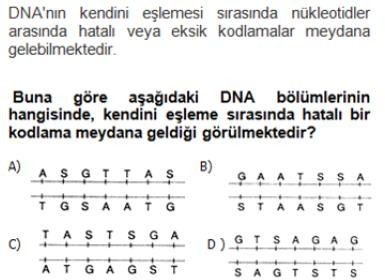 DNA'nın kendini eşlemesi sırasında nükleotidler
arasında hatalı veya eksik kodlamalar meydana
gelebilmektedir.
Buna göre aşağıdaki DNA bölümlerinin
hangisinde, kendini eşleme sırasında hatalı bir
kodlama meydana geldiği görülmektedir?
A)
A S G T T A S
T G S A A T G
B)
G A A T S S A
S T A A S G T
C)
T A S T S G A
A T G A G S T
D)
G T S A G A G
S A G T S T S